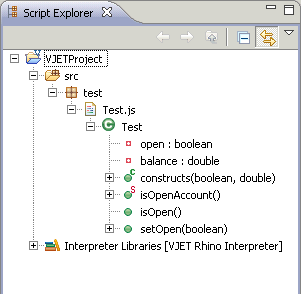 Script Explorer
VJETProject
src
test
Test.js
Test
open : boolean
balance : double
constructs(boolean, double)
isOpenAccount()
isOpen()
setOpen(boolean)
Interpreter Libraries [VJET Rhino Interpreter]